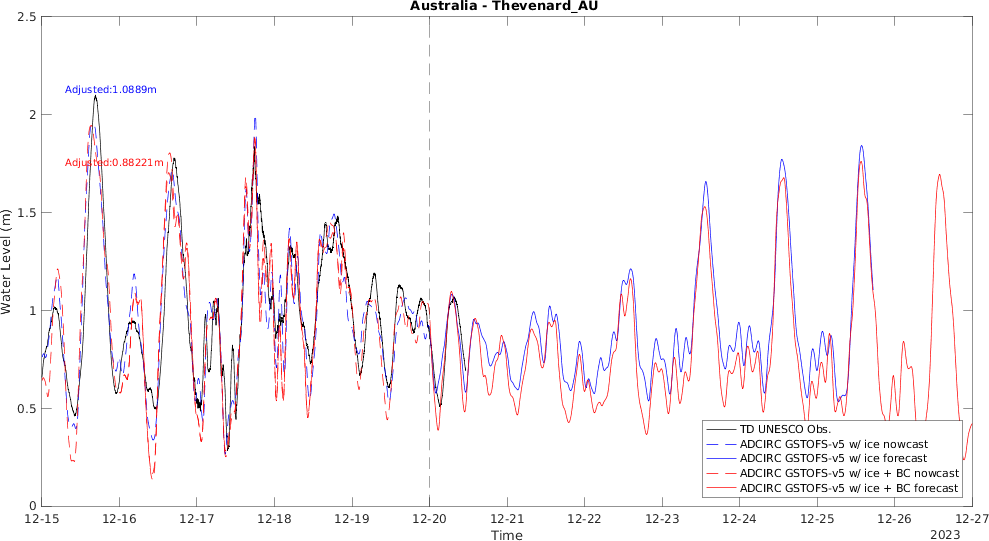 Australia - Thevenard_AU
2.5
2
1.5
1
0.5
0
Water Level (m)
Adjusted:1.0889m
Adjusted:0.88221m
TD UNESCO Obs.
ADCIRC GSTOFS-v5 w/ ice nowcast
ADCIRC GSTOFS-v5 w/ ice forecast
ADCIRC GSTOFS-v5 w/ ice + BC nowcast
ADCIRC GSTOFS-v5 w/ ice + BC forecast
12-15 12-16 12-17 12-18 12-19 12-20 12-21 12-22 12-23 12-24 12-25 12-26 12-27
Time
2023